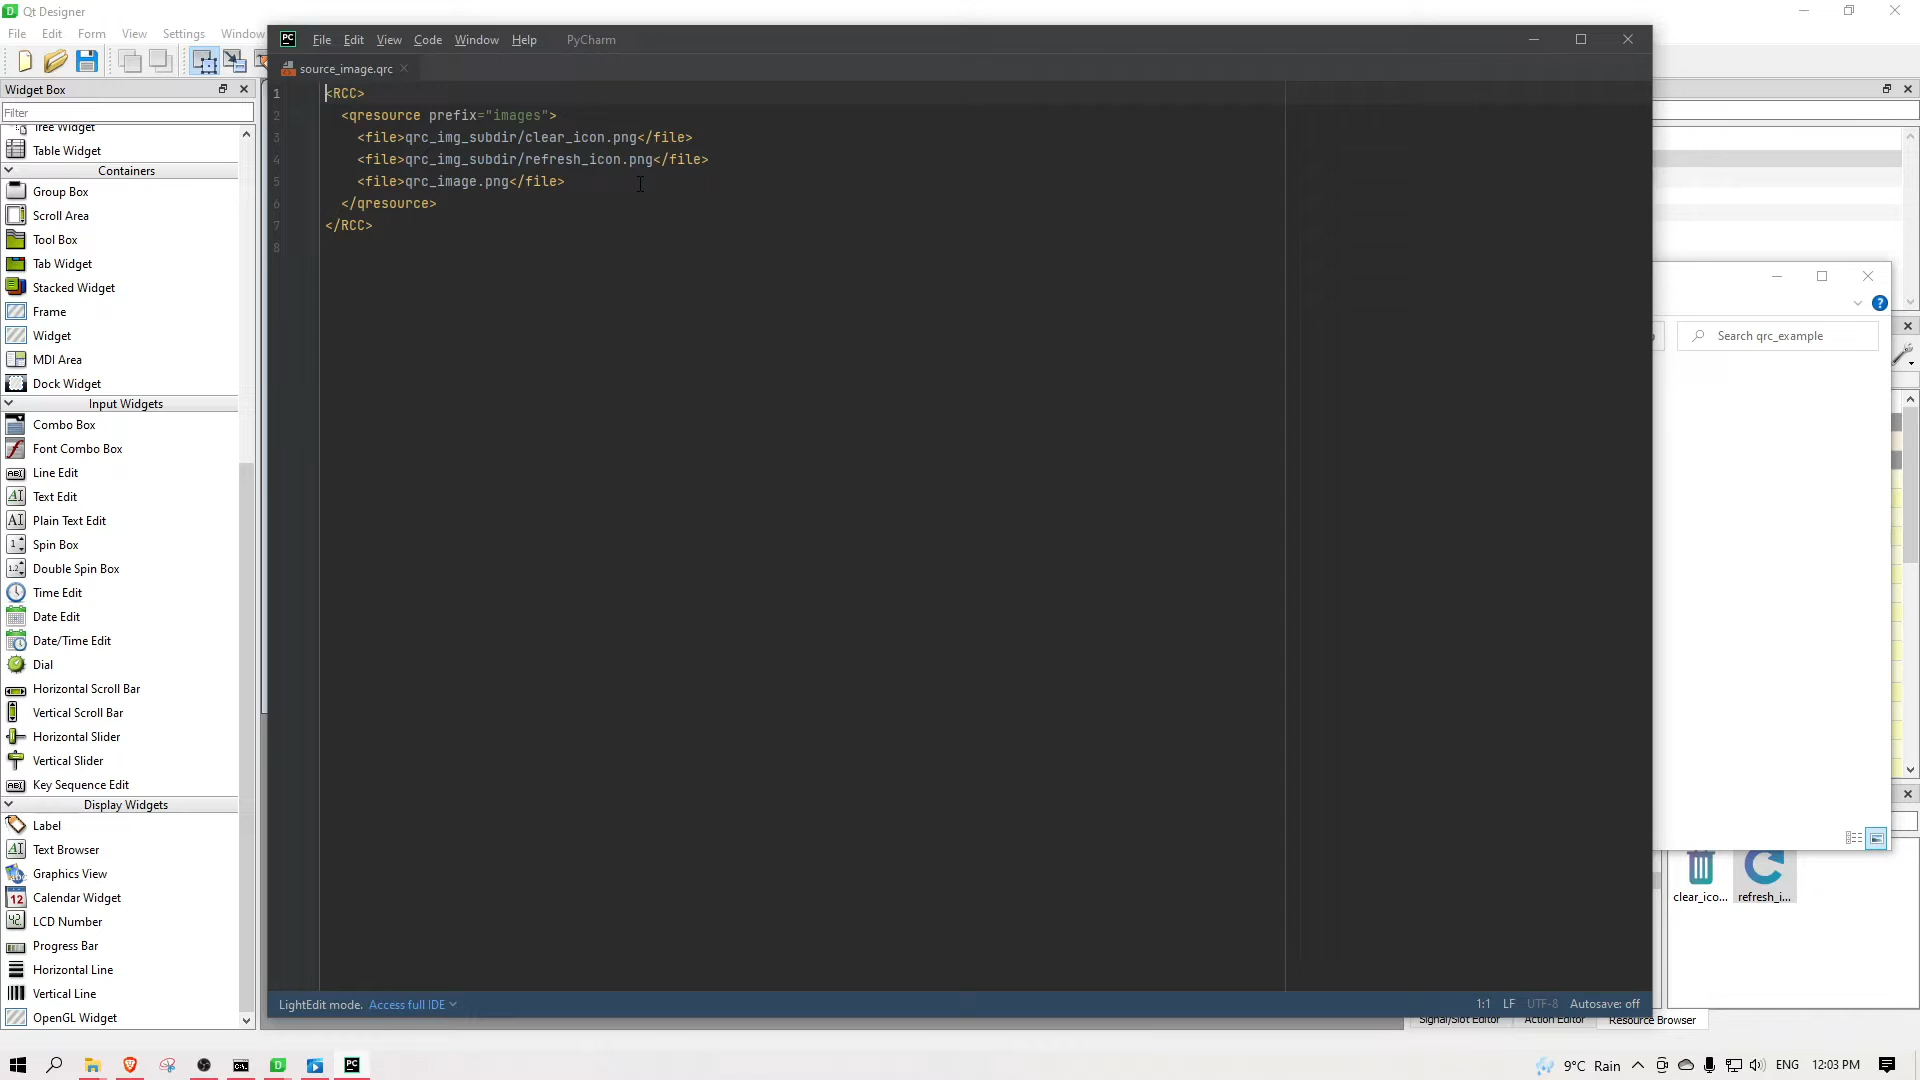 Qt Designer
File Edit Form View Settings Window
Widget Box
Filter
Tree Widget
Table Widget
Containers
Group Box
Scroll Area
Tool Box
Tab Widget
Stacked Widget
Frame
Widget
MDI Area
Dock Widget
Input Widgets
Combo Box
Font Combo Box
Line Edit
Text Edit
Plain Text Edit
Spin Box
Double Spin Box
Time Edit
Date Edit
Date/Time Edit
Dial
Horizontal Scroll Bar
Vertical Scroll Bar
Horizontal Slider
Vertical Slider
Key Sequence Edit
Display Widgets
Label
Text Browser
Graphics View
Calendar Widget
LCD Number
Progress Bar
Horizontal Line
Vertical Line
OpenGL Widget
PC File Edit View Code Window Help PyCharm
source_image.qrc
1 <RCC>
2 <qresource prefix="images">
3 <file>qrc_img_subdir/clear_icon.png</file>
4 <file>qrc_img_subdir/refresh_icon.png</file>
5 <file>qrc_image.png</file>
6 </qresource>
7 </RCC>
8
LightEdit mode. Access full IDE
1:1 LF UTF-8 Autosave: off
Search qrc_example
clear_ico... refresh_i...
Signal/Slot Editor Action Editor Resource Browser
9°C Rain ENG 12:03 PM